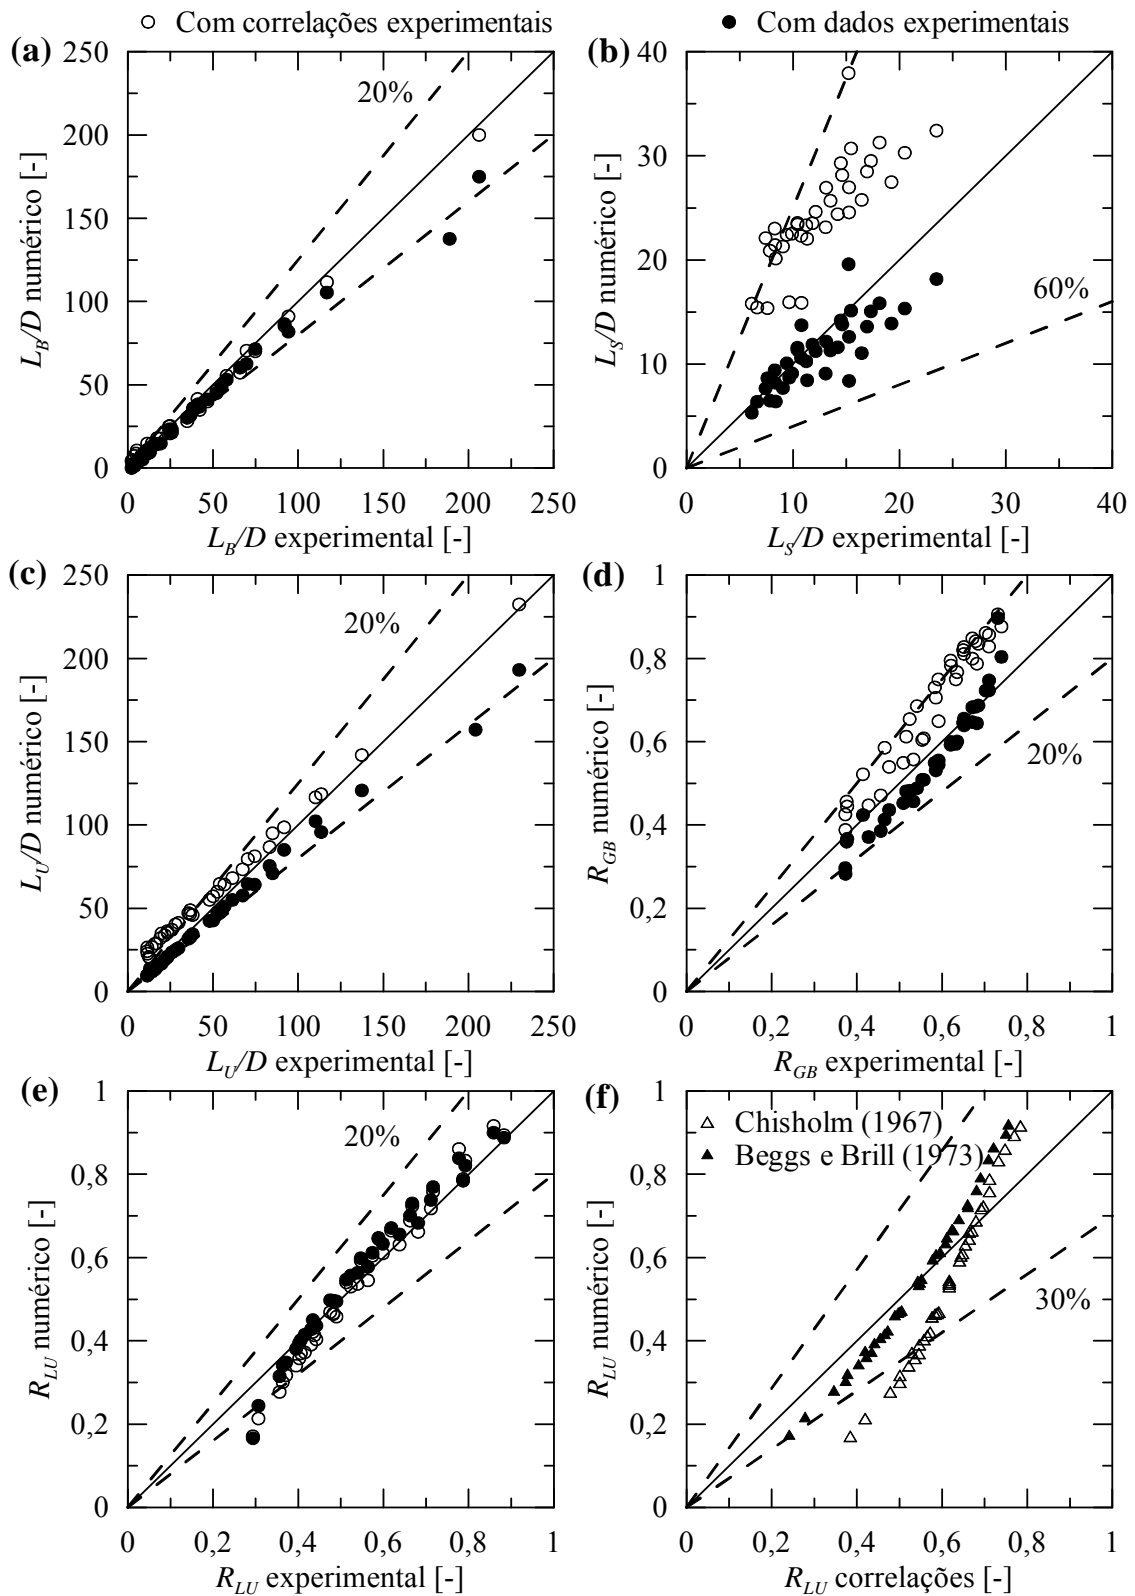 Com correlações experimentais
Com dados experimentais
(a)
250
200
150
100
50
0
0 50 100 150 200 250
20%
L_B/D numérico [-]
L_B/D experimental [-]
(b)
40
30
20
10
0
0 10 20 30 40
60%
L_S/D numérico [-]
L_S/D experimental [-]
(c)
250
200
150
100
50
0
0 50 100 150 200 250
20%
L_U/D numérico [-]
L_U/D experimental [-]
(d)
1
0,8
0,6
0,4
0,2
0
0 0,2 0,4 0,6 0,8 1
20%
R_GB numérico [-]
R_GB experimental [-]
(e)
1
0,8
0,6
0,4
0,2
0
0 0,2 0,4 0,6 0,8 1
20%
R_LU numérico [-]
R_LU experimental [-]
(f)
Chisholm (1967)
Beggs e Brill (1973)
1
0,8
0,6
0,4
0,2
0
0 0,2 0,4 0,6 0,8 1
30%
R_LU numérico [-]
R_LU correlações [-]